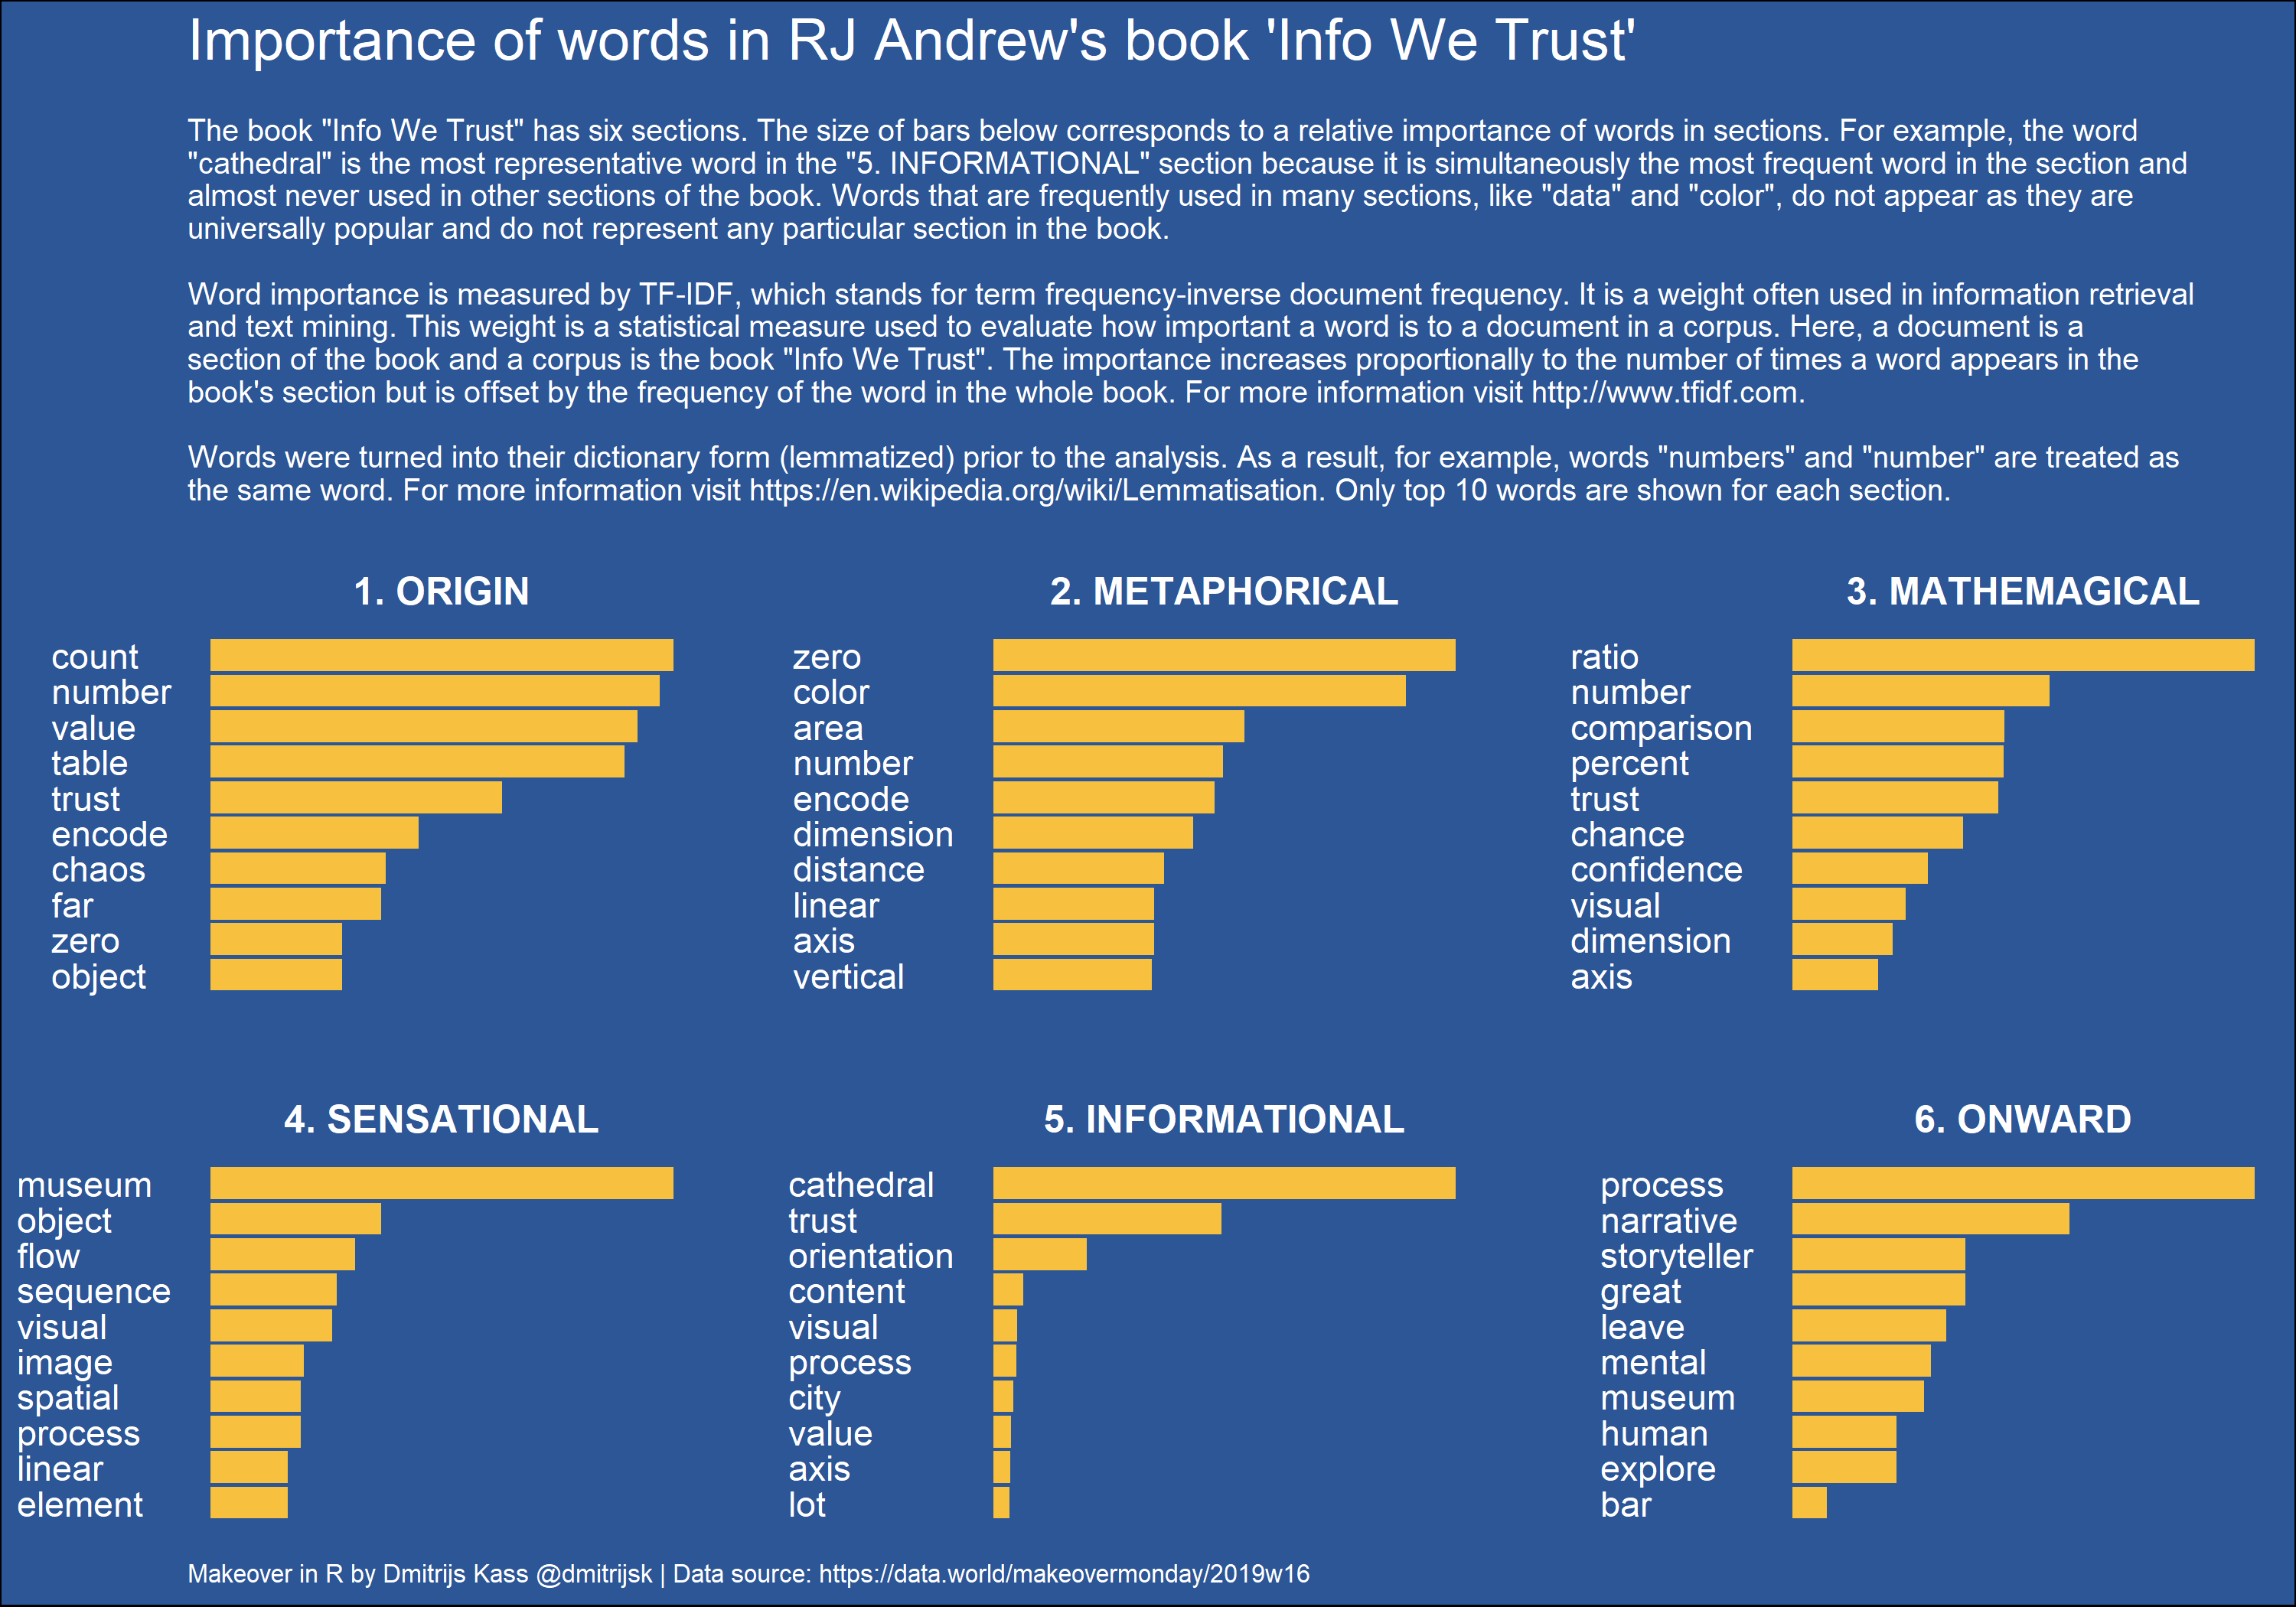 Importance of words in RJ Andrew's book 'Info We Trust'
The book "Info We Trust" has six sections. The size of bars below corresponds to a relative importance of words in sections. For example, the word
"cathedral" is the most representative word in the "5. INFORMATIONAL" section because it is simultaneously the most frequent word in the section and
almost never used in other sections of the book. Words that are frequently used in many sections, like "data" and "color", do not appear as they are
universally popular and do not represent any particular section in the book.
Word importance is measured by TF-IDF, which stands for term frequency-inverse document frequency. It is a weight often used in information retrieval
and text mining. This weight is a statistical measure used to evaluate how important a word is to a document in a corpus. Here, a document is a
section of the book and a corpus is the book "Info We Trust". The importance increases proportionally to the number of times a word appears in the
book's section but is offset by the frequency of the word in the whole book. For more information visit http://www.tfidf.com.
Words were turned into their dictionary form (lemmatized) prior to the analysis. As a result, for example, words "numbers" and "number" are treated as
the same word. For more information visit https://en.wikipedia.org/wiki/Lemmatisation. Only top 10 words are shown for each section.
1. ORIGIN
count
number
value
table
trust
encode
chaos
far
zero
object
2. METAPHORICAL
zero
color
area
number
encode
dimension
distance
linear
axis
vertical
3. MATHEMAGICAL
ratio
number
comparison
percent
trust
chance
confidence
visual
dimension
axis
4. SENSATIONAL
museum
object
flow
sequence
visual
image
spatial
process
linear
element
5. INFORMATIONAL
cathedral
trust
orientation
content
visual
process
city
value
axis
lot
6. ONWARD
process
narrative
storyteller
great
leave
mental
museum
human
explore
bar
Makeover in R by Dmitrijs Kass @dmitrijsk | Data source: https://data.world/makeovermonday/2019w16